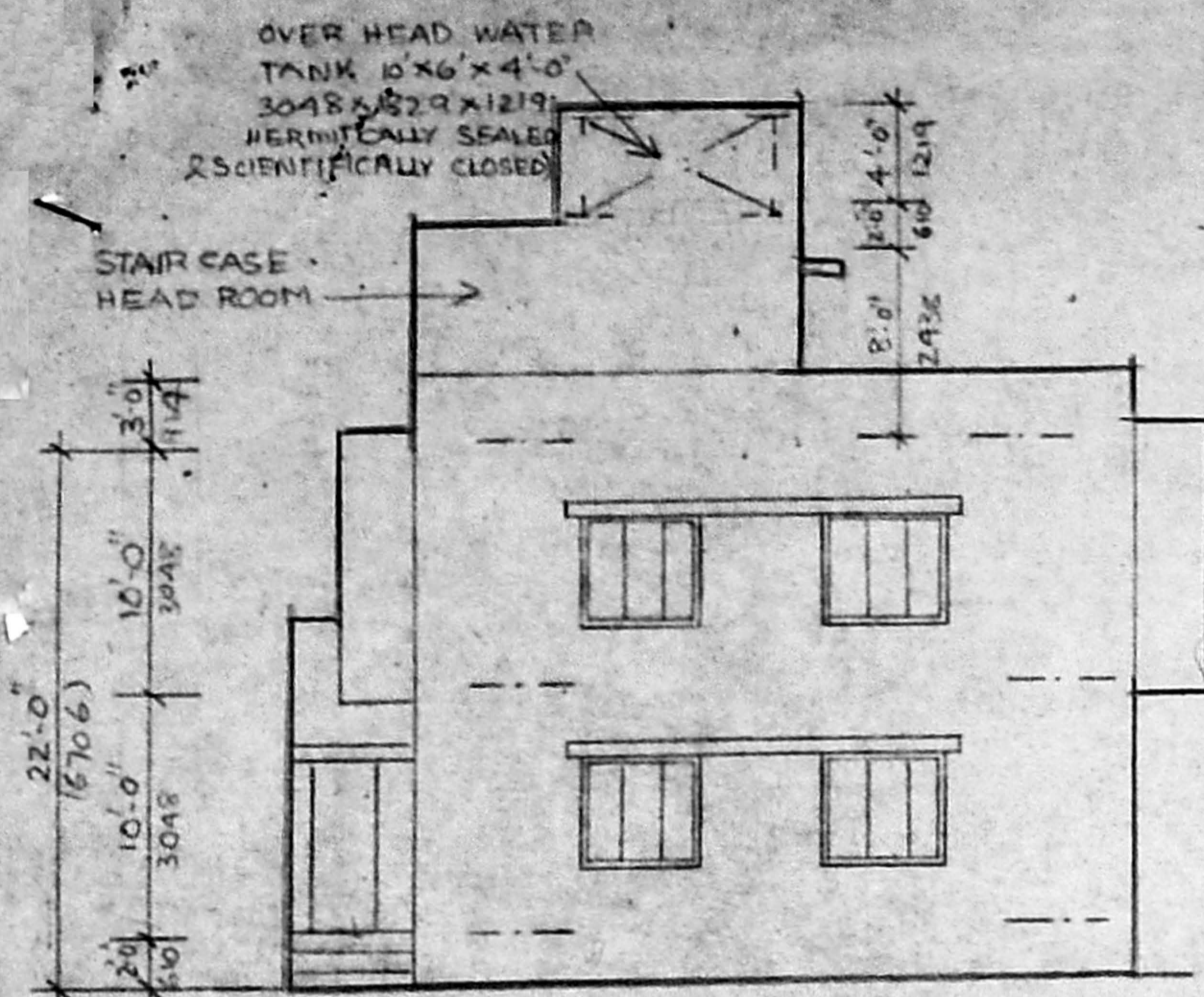 OVER HEAD WATER
TANK 10'X6'X4'-0"
3048X1829X1219
HERMITICALLY SEALED
&SCIENTIFICALLY CLOSED
STAIR CASE
HEAD ROOM
4'-0"
1219
2'-0"
610
8'-0"
2438
3'-0"
914
10'-0"
3048
22'-0"
(6706)
10'-0"
3048
2'-0"
610